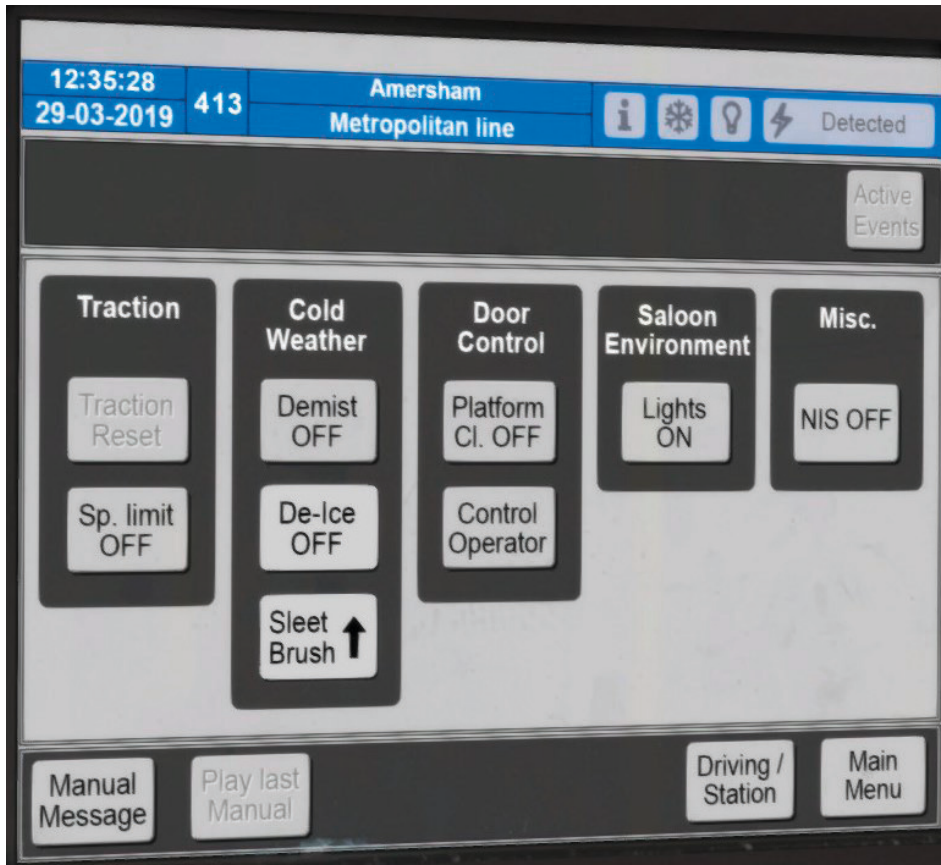 12:35:28
29-03-2019
413
Amersham
Metropolitan line
i
Detected
Active
Events
Traction
Traction
Reset
Sp. limit
OFF
Cold
Weather
Demist
OFF
De-Ice
OFF
Sleet
Brush
Door
Control
Platform
Cl. OFF
Control
Operator
Saloon
Environment
Lights
ON
Misc.
NIS OFF
Manual
Message
Play last
Manual
Driving /
Station
Main
Menu